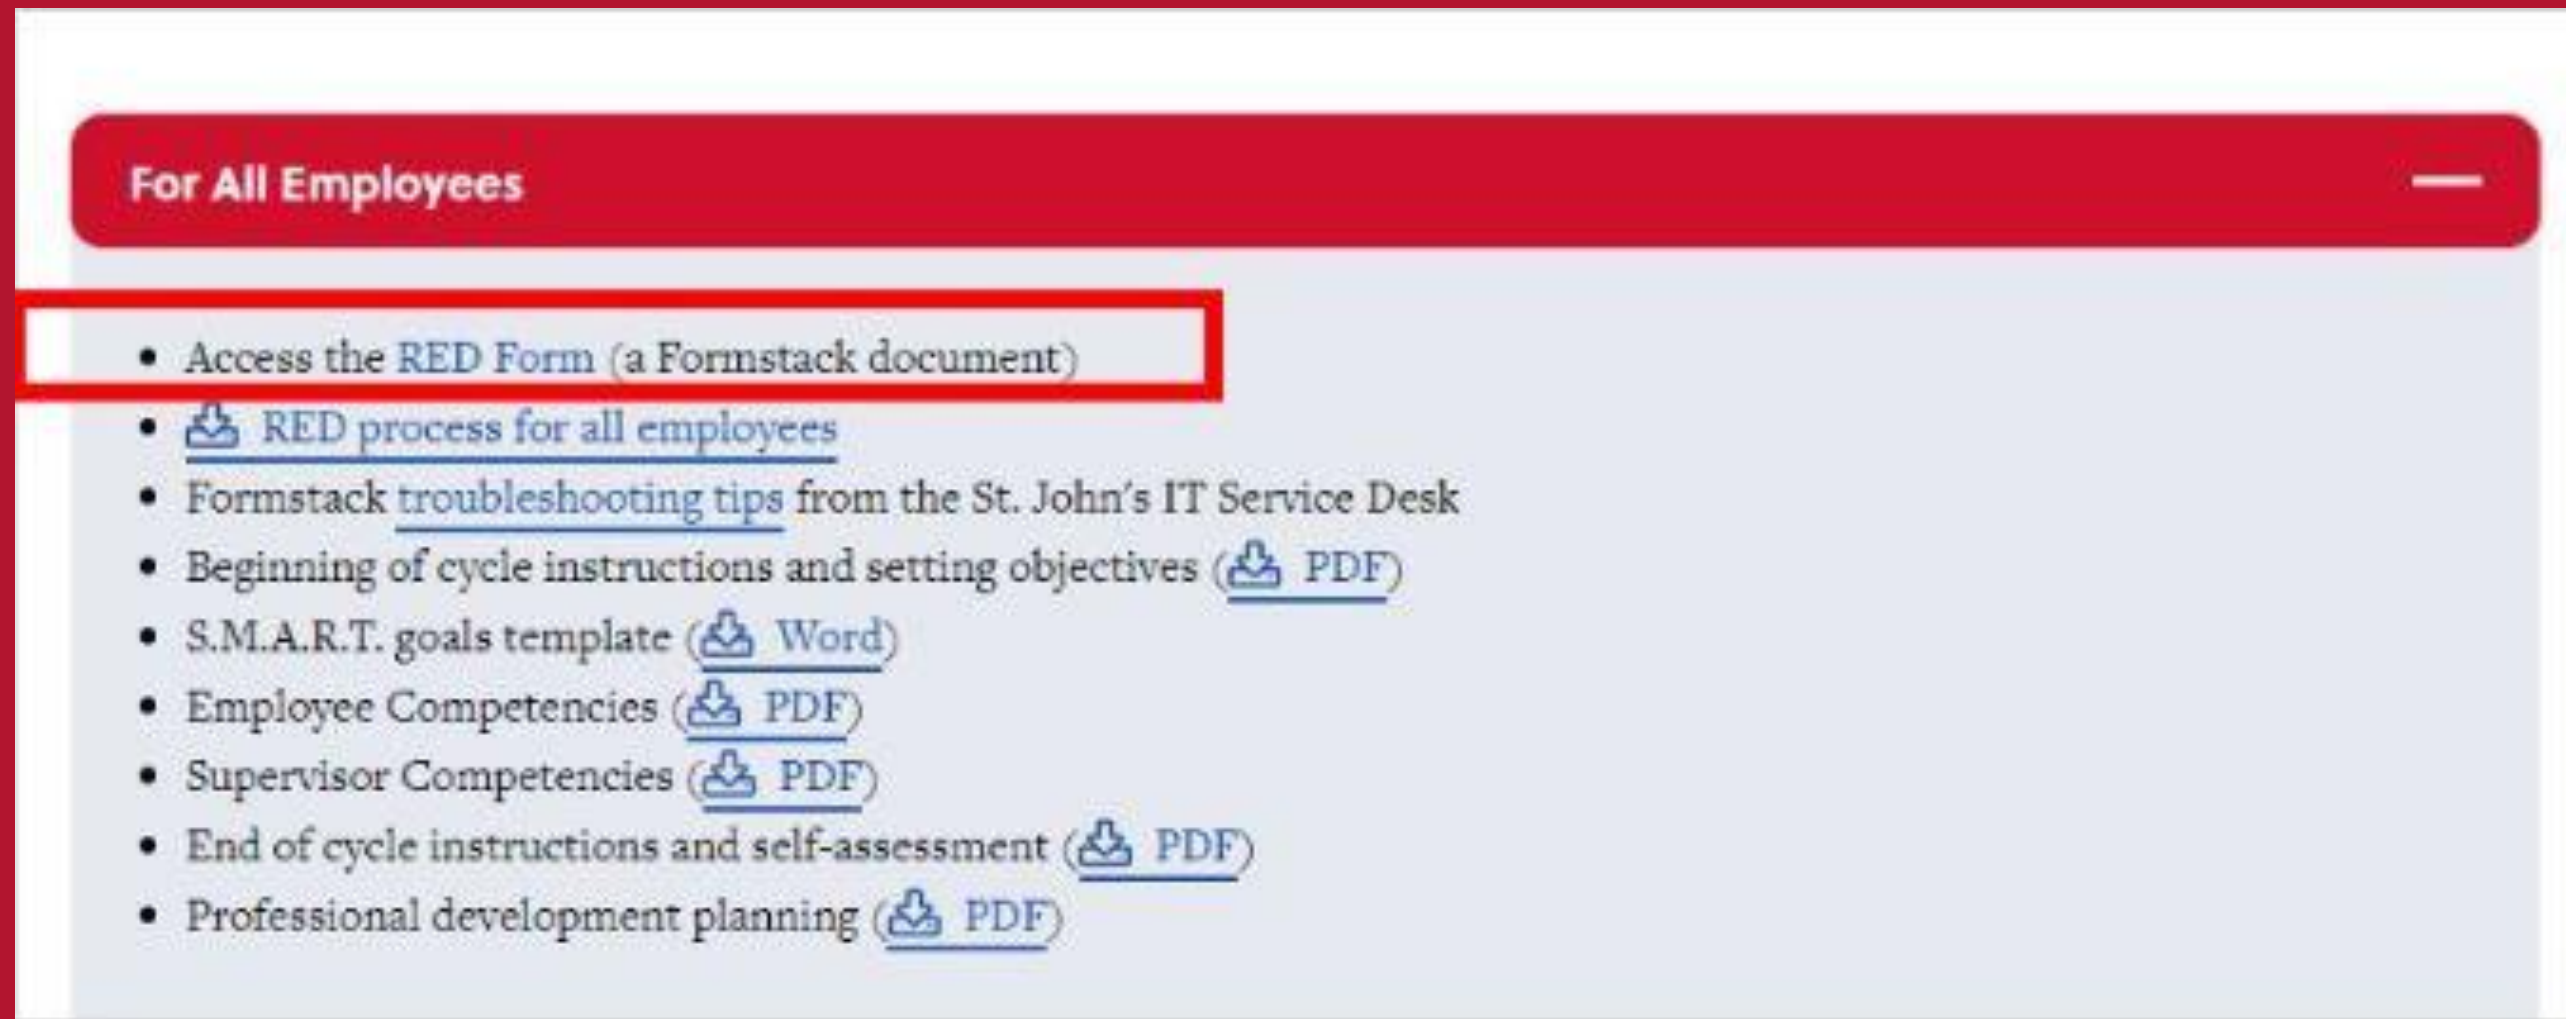 For All Employees
• Access the RED Form (a Formstack document)
• RED process for all employees
• Formstack troubleshooting tips from the St. John's IT Service Desk
• Beginning of cycle instructions and setting objectives ( PDF)
• S.M.A.R.T. goals template ( Word)
• Employee Competencies ( PDF)
• Supervisor Competencies ( PDF)
• End of cycle instructions and self-assessment ( PDF)
• Professional development planning ( PDF)